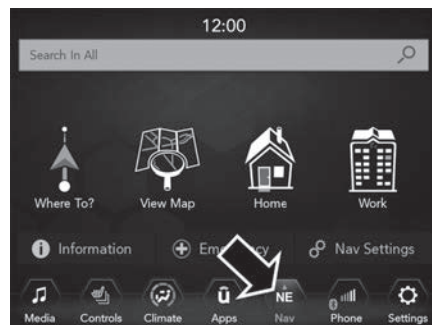 12:00
Search In All
Where To? View Map Home Work
i Information Nav Settings
ū NE
Media Controls Climate Apps Nav Phone Settings